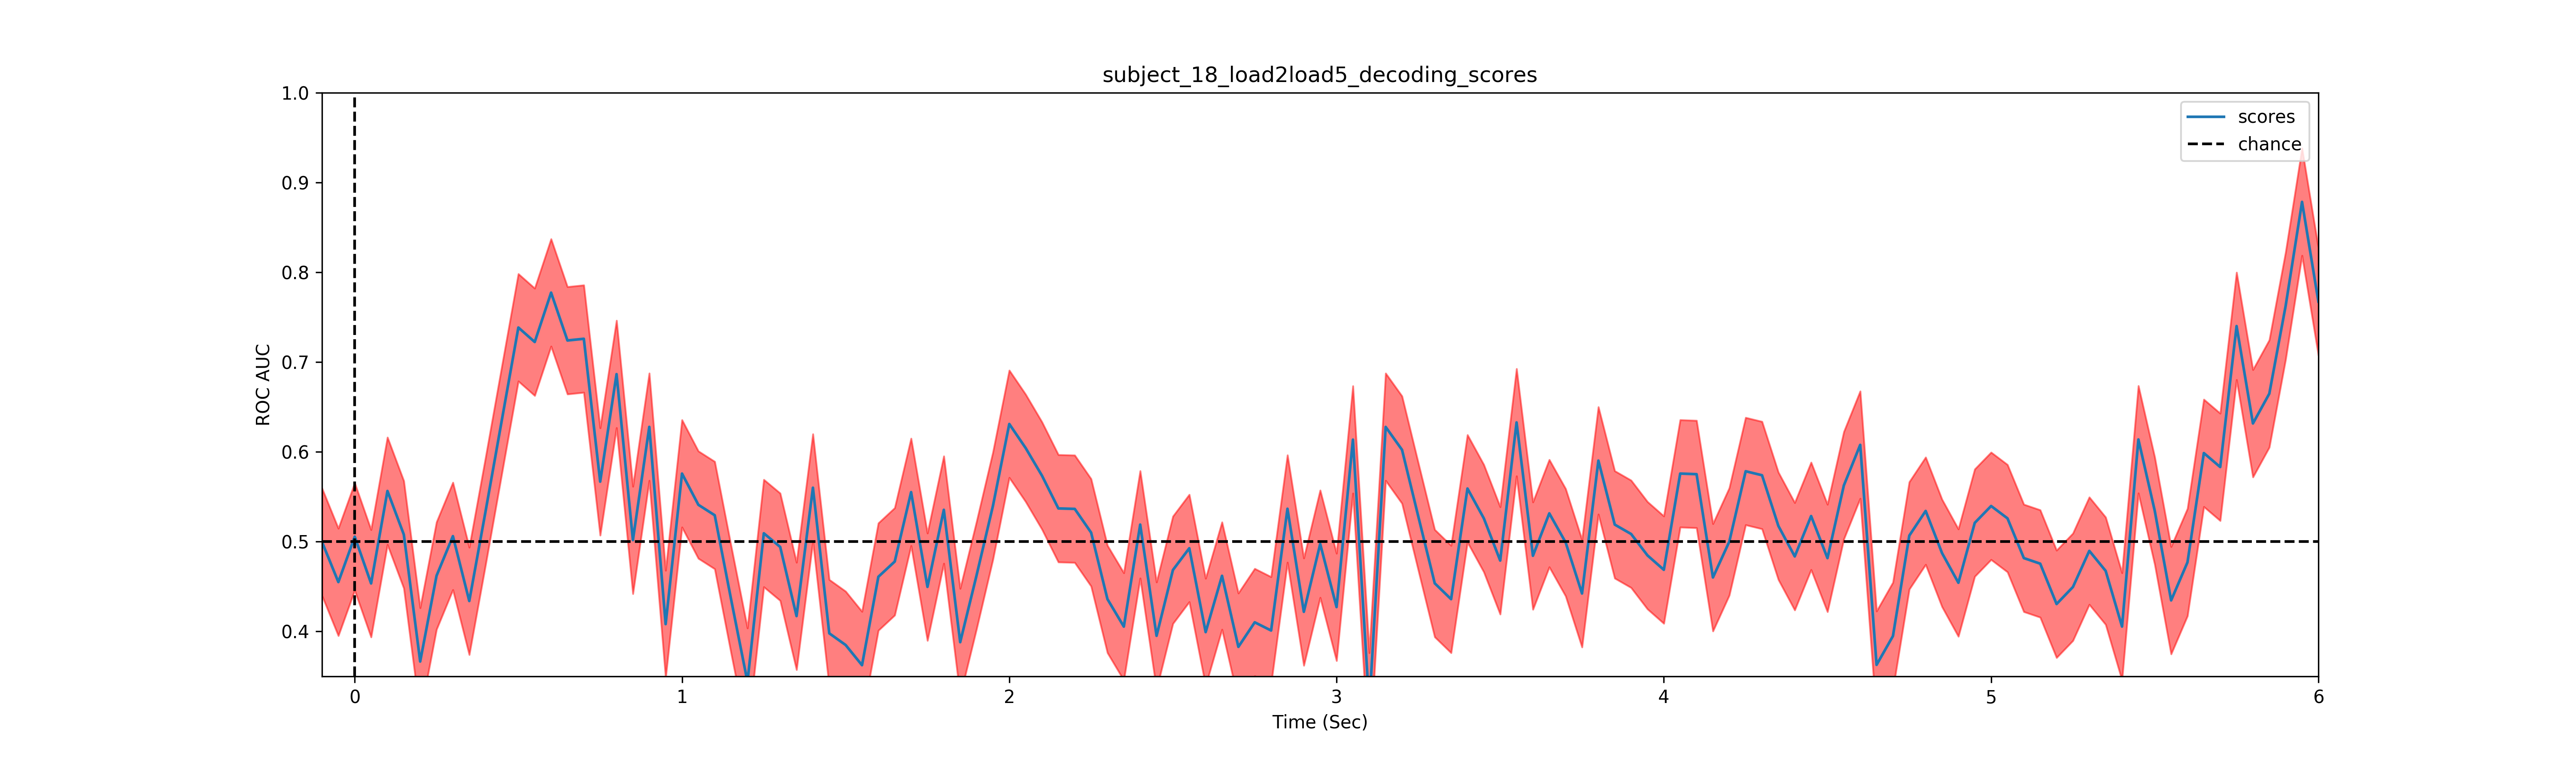 subject_18_load2load5_decoding_scores
1.0
0.9
0.8
0.7
0.6
0.5
0.4
ROC AUC
scores
chance
0 1 2 3 4 5 6
Time (Sec)